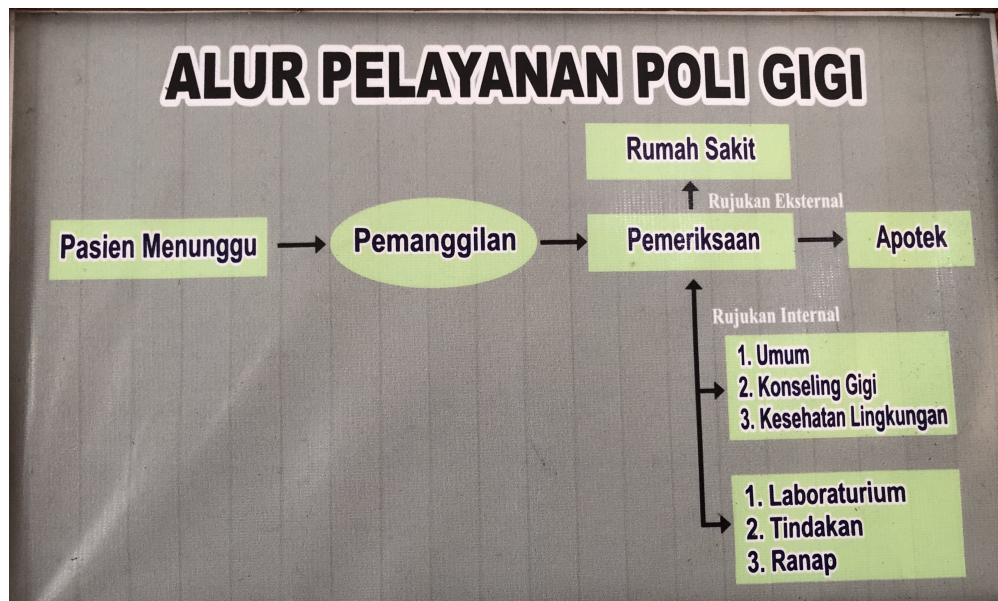 ALUR PELAYANAN POLI GIGI
Rumah Sakit
Rujukan Eksternal
Pasien Menunggu
Pemanggilan
Pemeriksaan
Apotek
Rujukan Internal
1. Umum
2. Konseling Gigi
3. Kesehatan Lingkungan
1. Laboraturium
2. Tindakan
3. Ranap